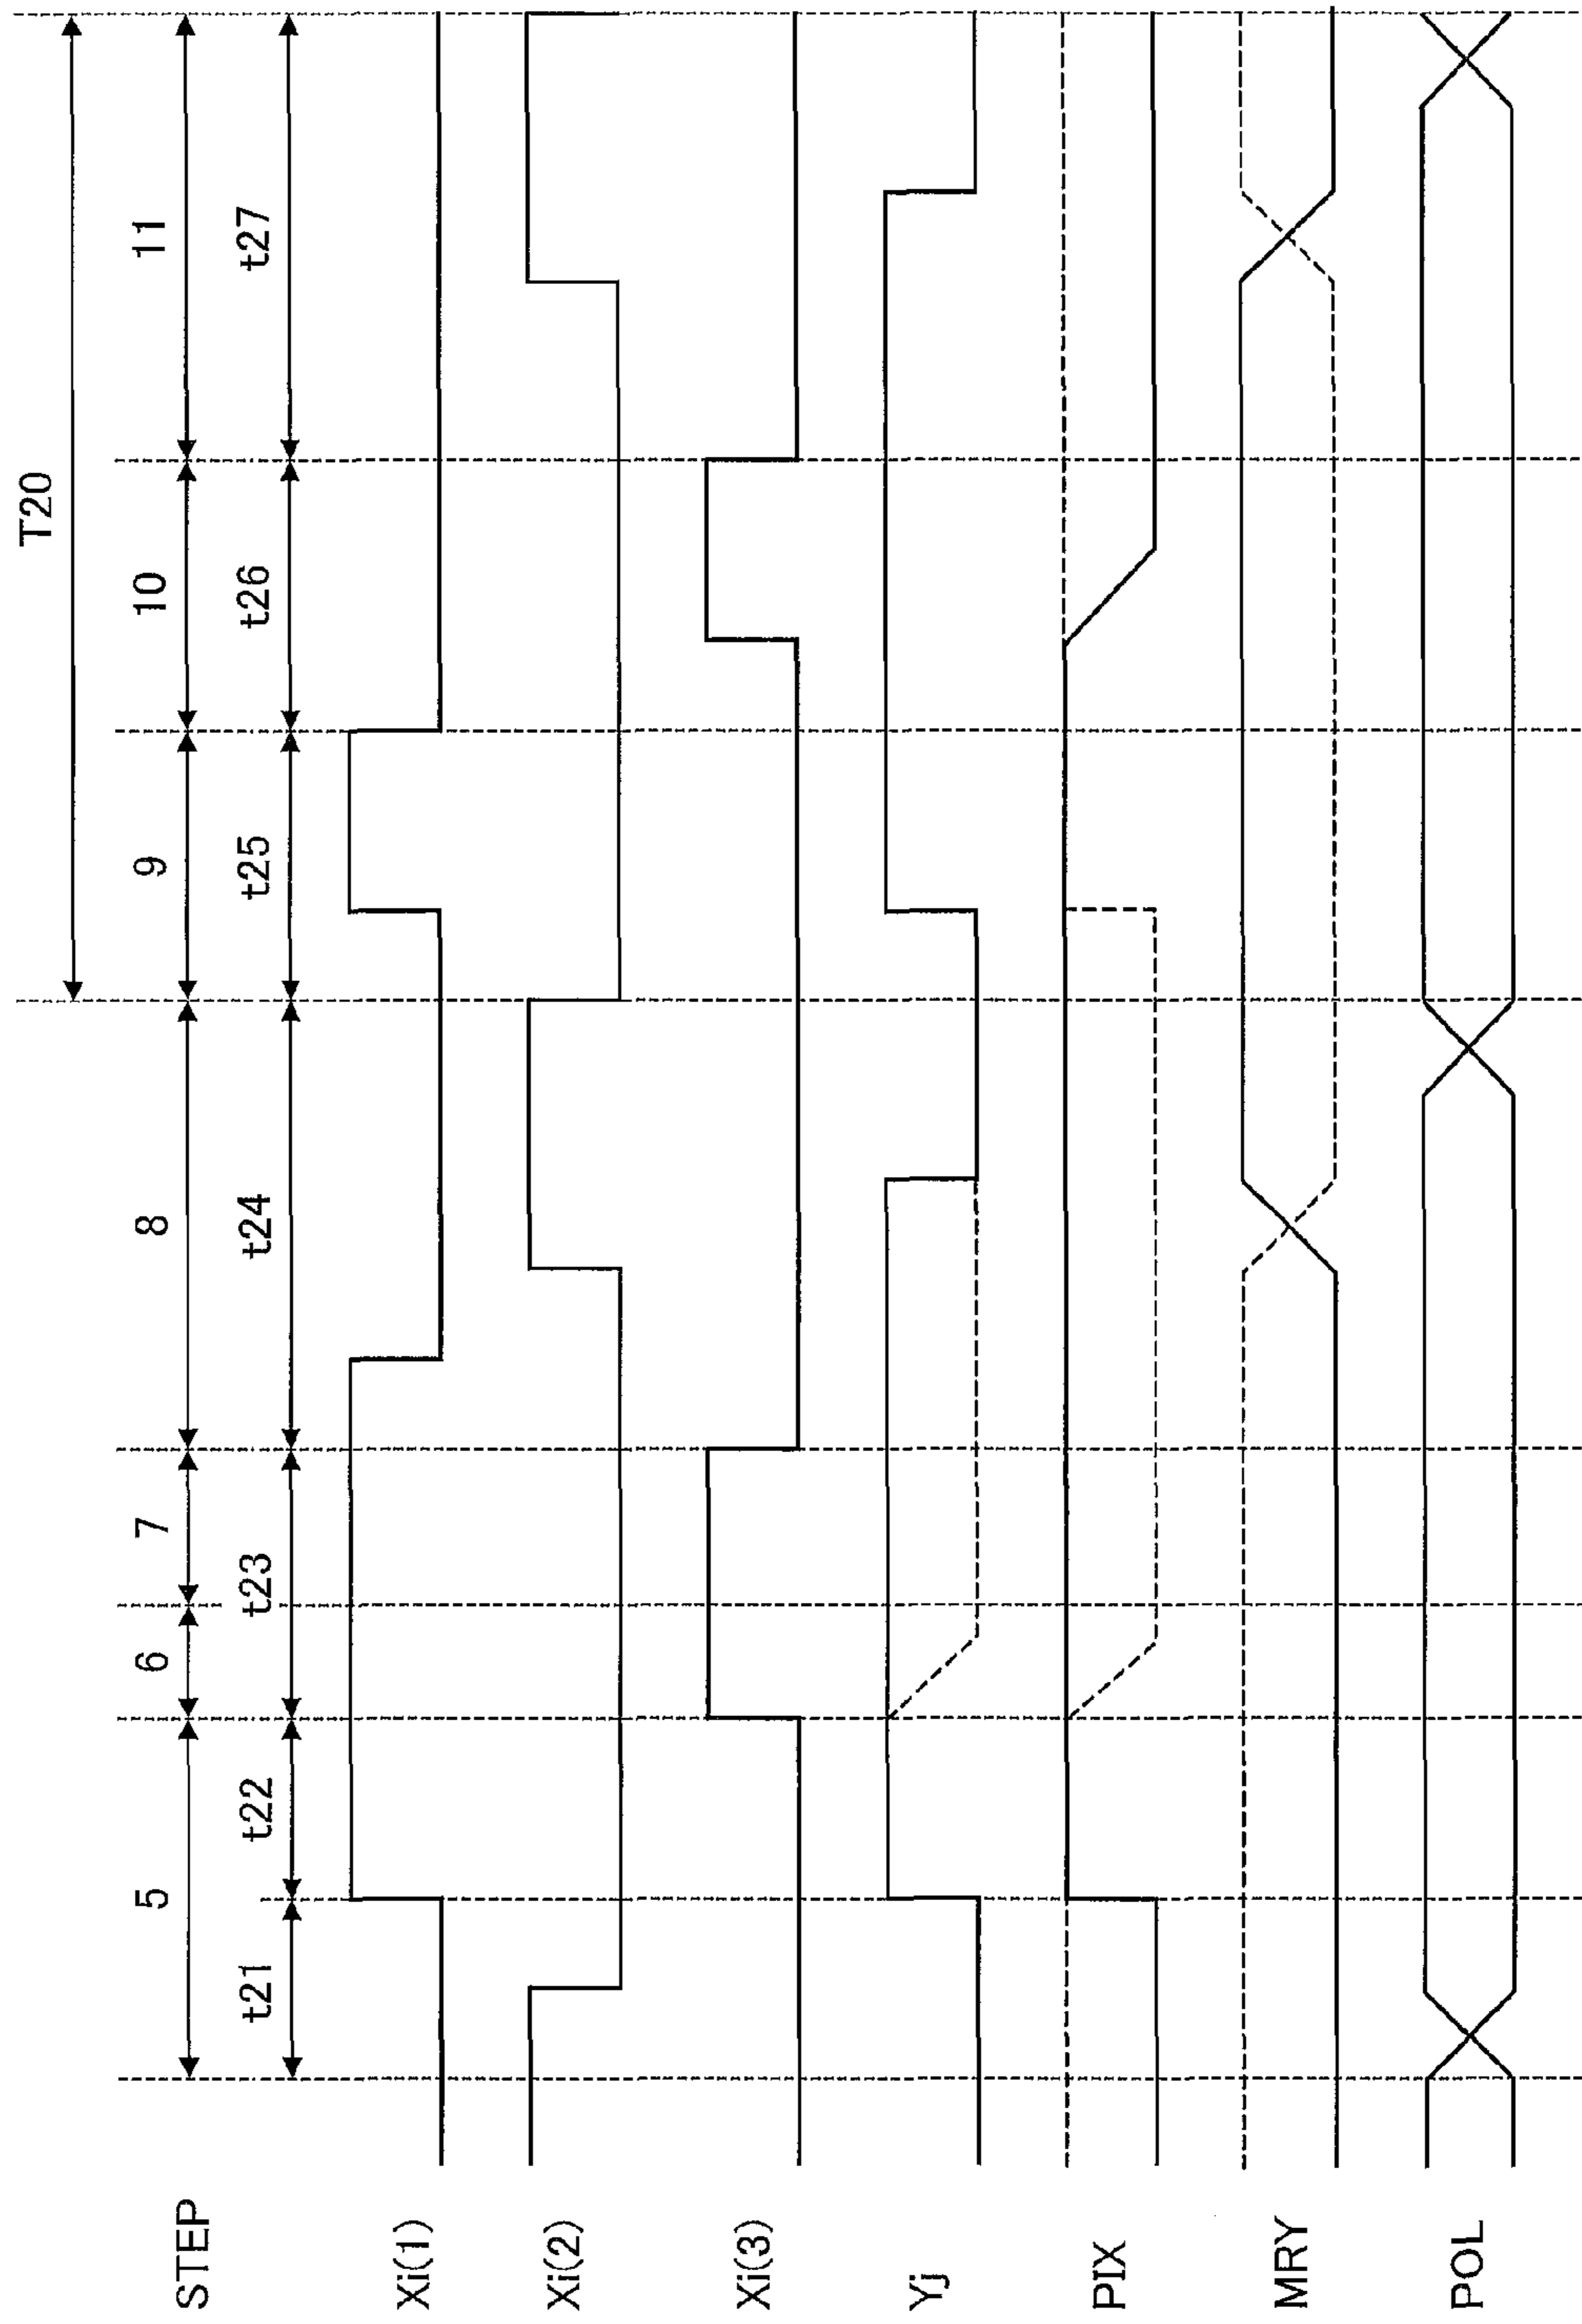 T20
STEP 5 6 7 8 9 10 11
t21 t22 t23 t24 t25 t26 t27
Xi(1)
Xi(2)
Xi(3)
Yj
PIX
MRY
POL